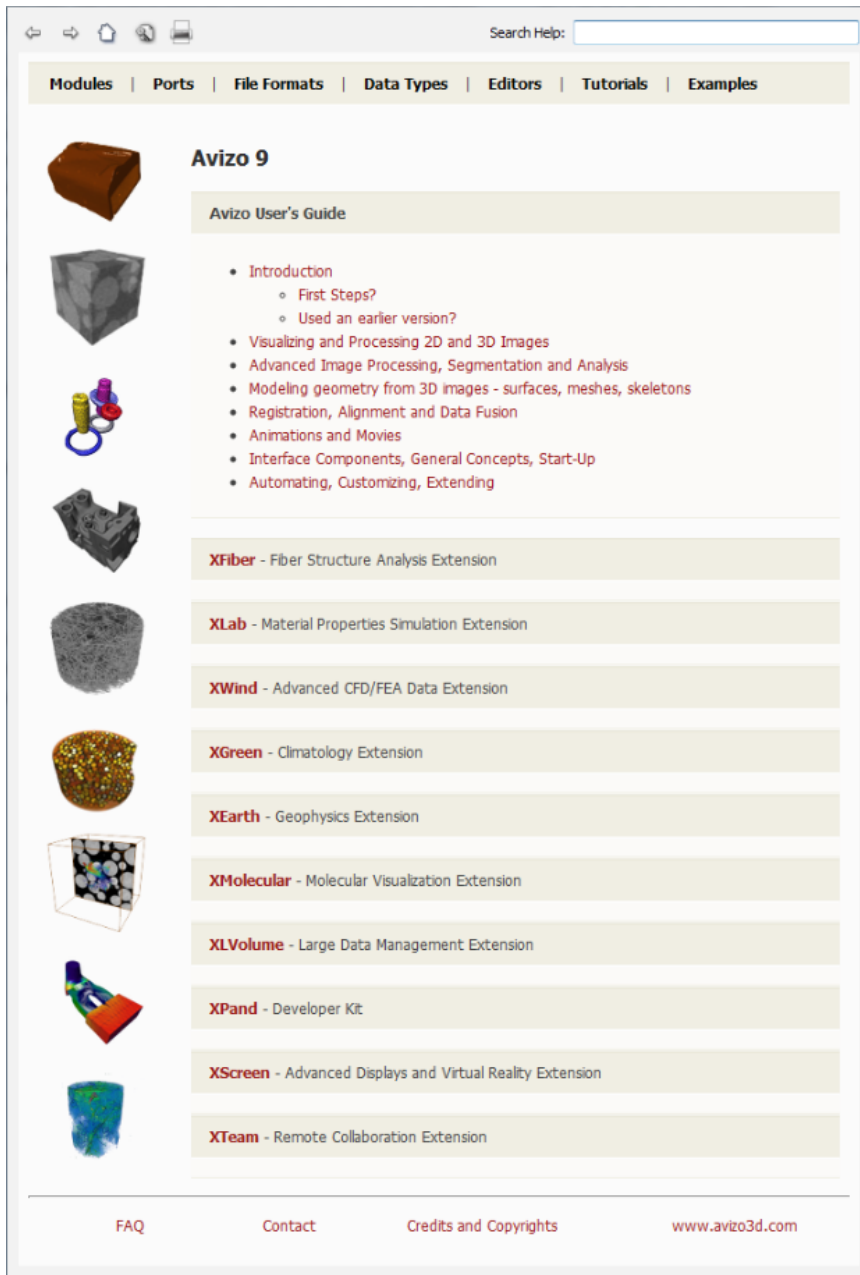 Search Help:
Modules | Ports | File Formats | Data Types | Editors | Tutorials | Examples
Avizo 9
Avizo User's Guide
• Introduction
◦ First Steps?
◦ Used an earlier version?
• Visualizing and Processing 2D and 3D Images
• Advanced Image Processing, Segmentation and Analysis
• Modeling geometry from 3D images - surfaces, meshes, skeletons
• Registration, Alignment and Data Fusion
• Animations and Movies
• Interface Components, General Concepts, Start-Up
• Automating, Customizing, Extending
XFiber - Fiber Structure Analysis Extension
XLab - Material Properties Simulation Extension
XWind - Advanced CFD/FEA Data Extension
XGreen - Climatology Extension
XEarth - Geophysics Extension
XMolecular - Molecular Visualization Extension
XLVolume - Large Data Management Extension
XPand - Developer Kit
XScreen - Advanced Displays and Virtual Reality Extension
XTeam - Remote Collaboration Extension
FAQ Contact Credits and Copyrights www.avizo3d.com